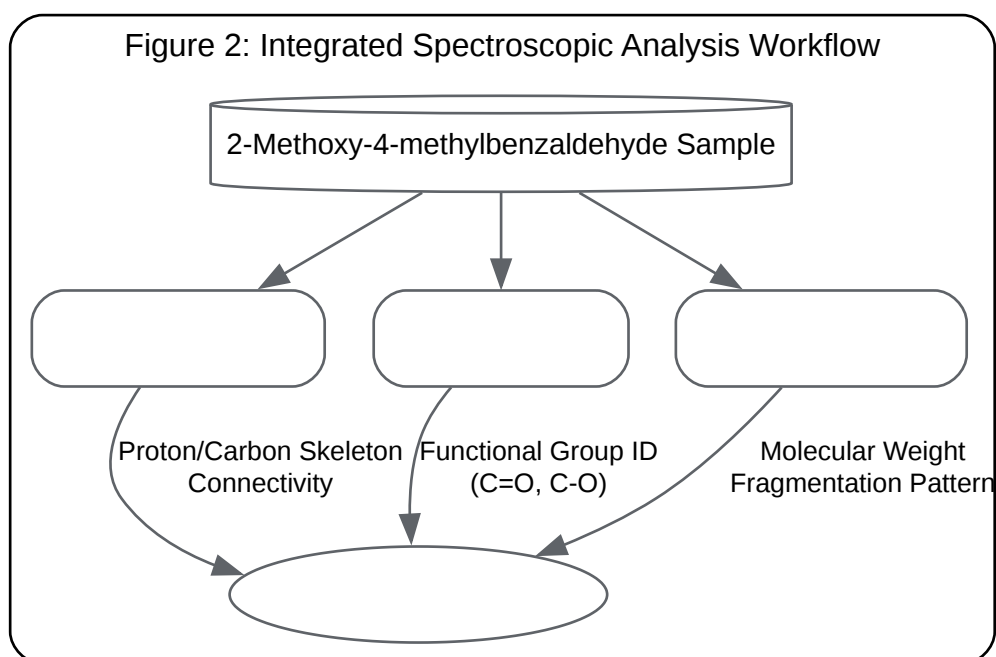 Figure 2: Integrated Spectroscopic Analysis Workflow
2-Methoxy-4-methylbenzaldehyde Sample
Proton/Carbon Skeleton
Connectivity
Functional Group ID
(C=O, C-O)
Molecular Weight
Fragmentation Pattern